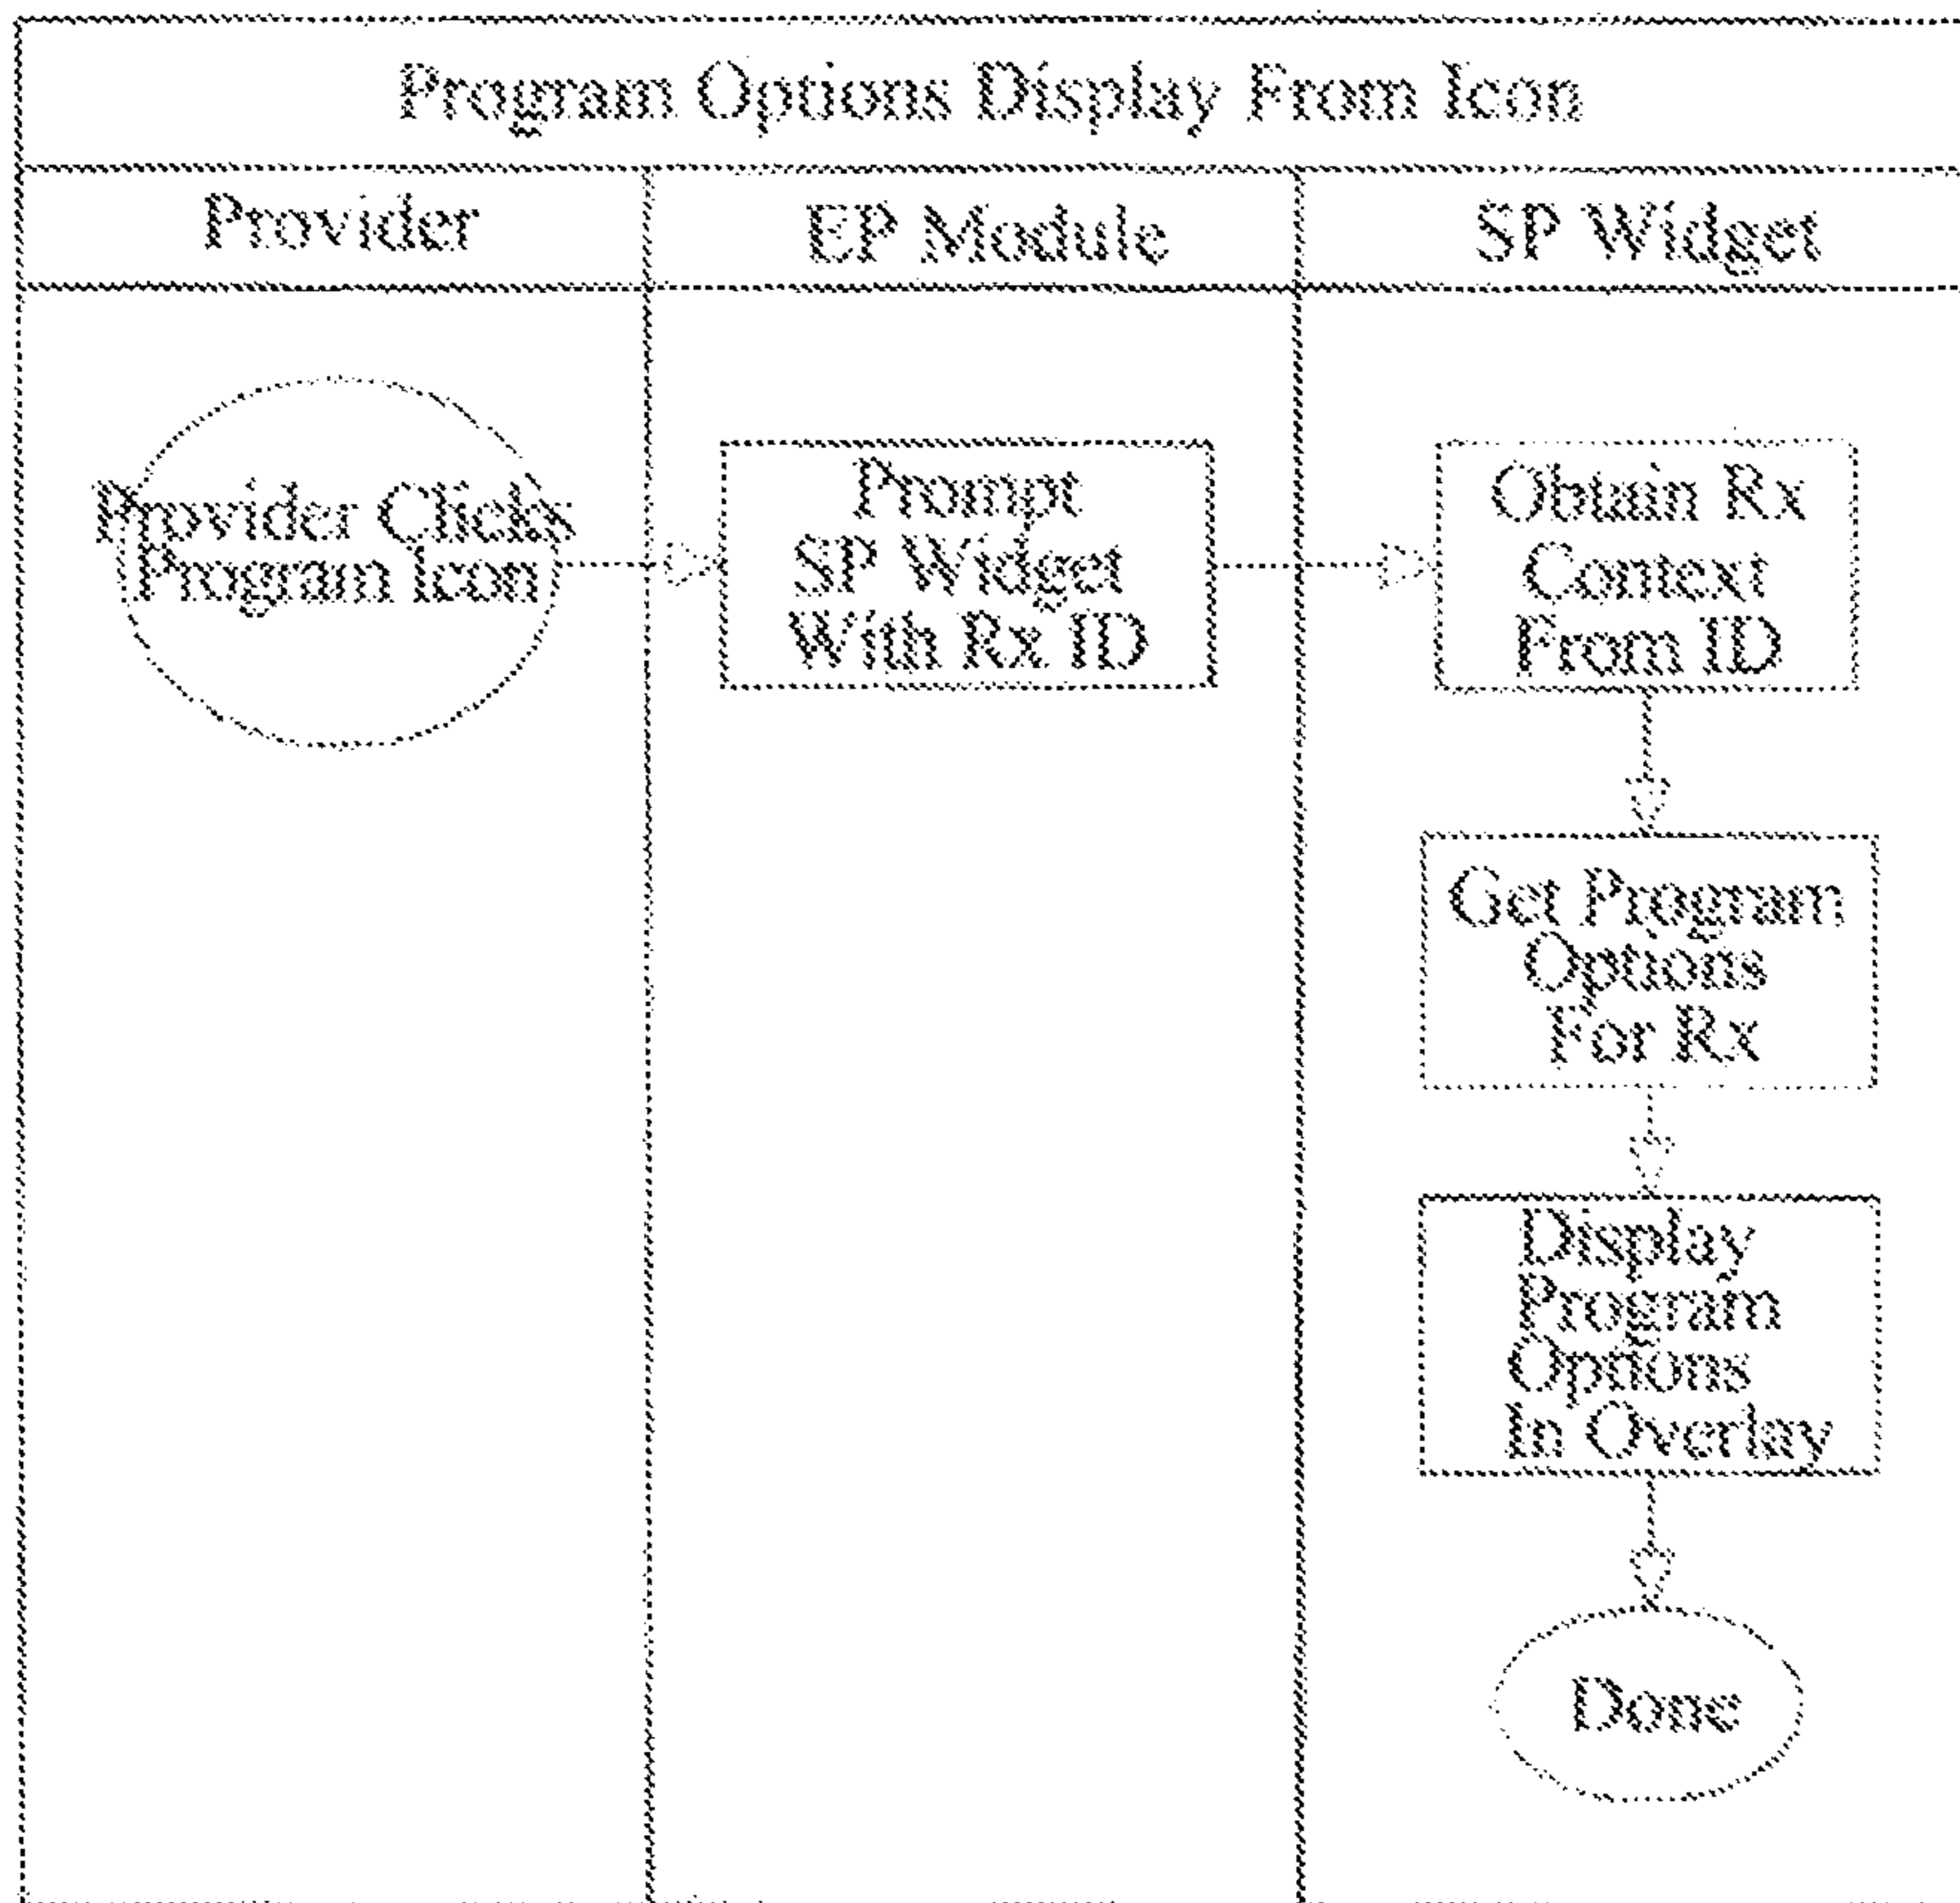 Program Options Display From Icon
Provider
EP Module
SP Widget
Provider Clicks
Program Icon
Prompt
SP Widget
With Rx ID
Obtain Rx
Context
From ID
Get Program
Options
For Rx
Display
Program
Options
In Overlay
Done